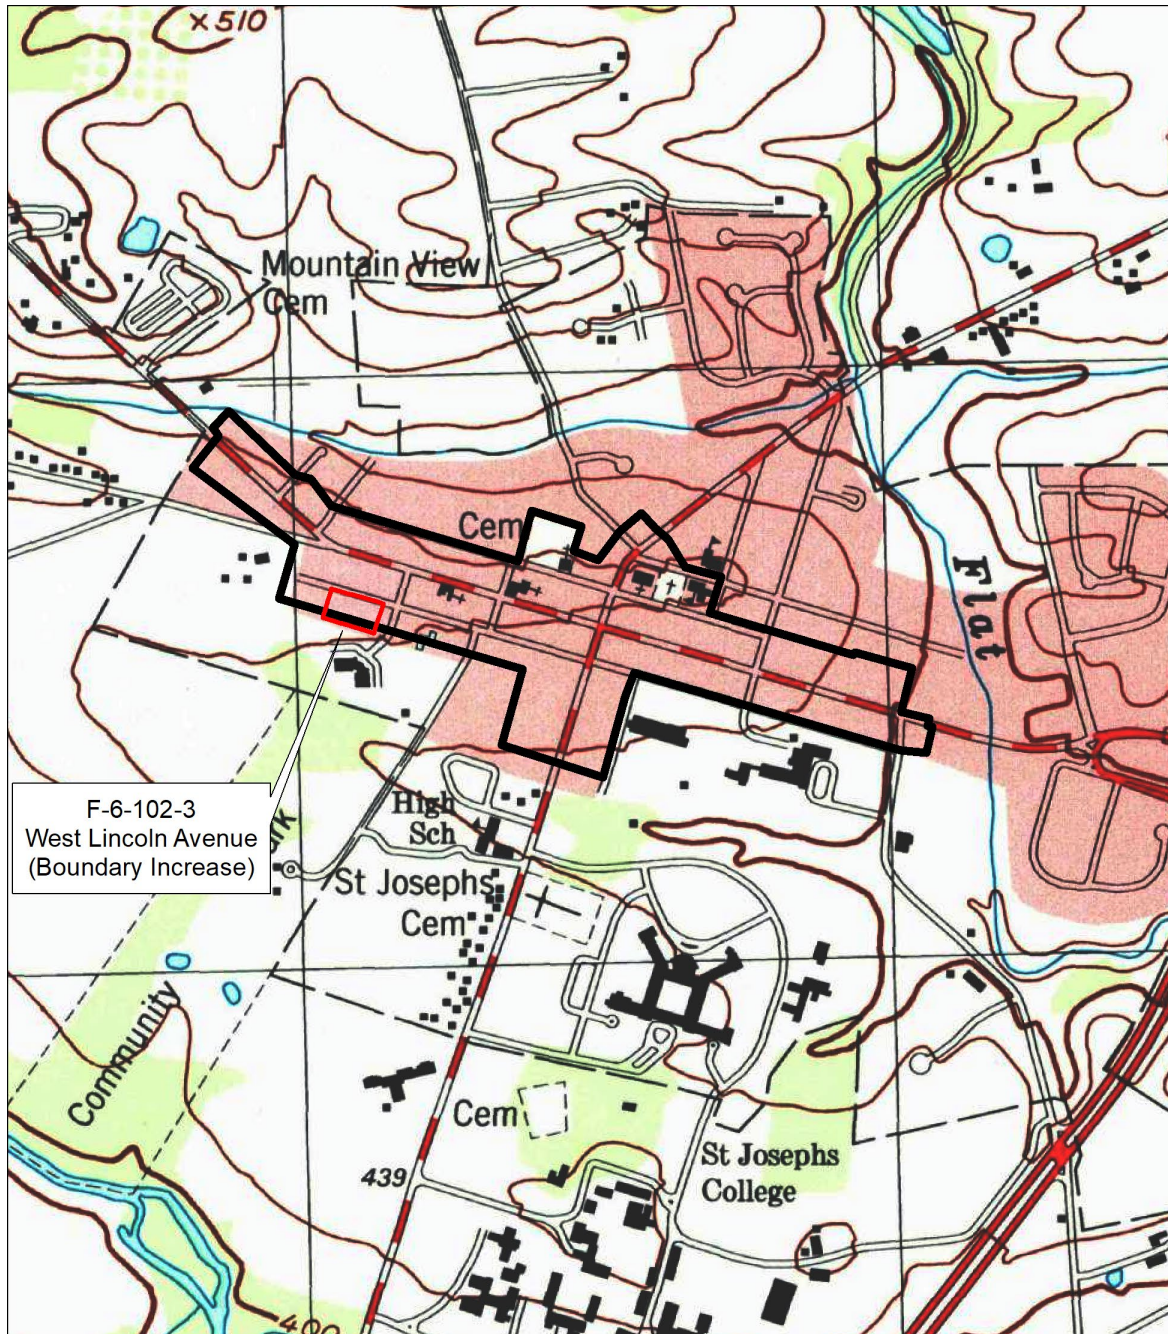 ×510
Mountain View
Cem
Cem
Flat
F-6-102-3
West Lincoln Avenue
(Boundary Increase)
High
Sch
St Josephs
Cem
Community
Cem
439
St Josephs
College
400